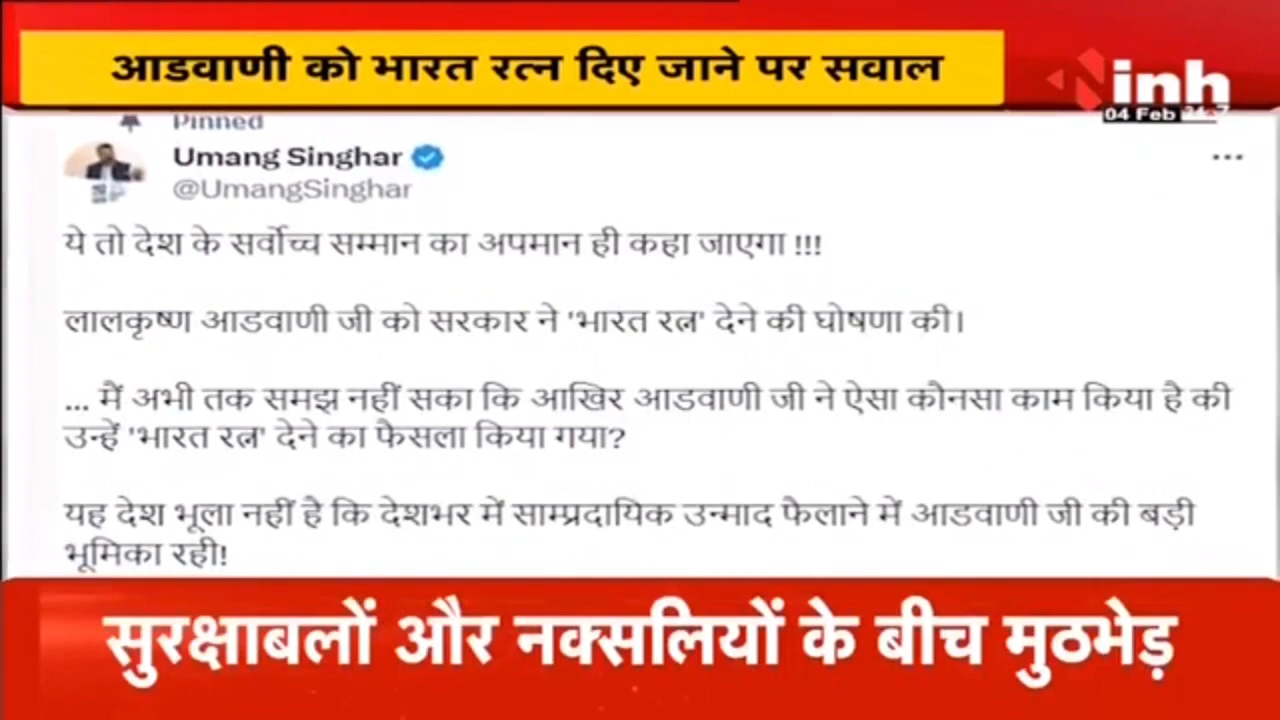 आडवाणी को भारत रत्न दिए जाने पर सवाल
inh
04 Feb 24x7
Pinned
Umang Singhar
@UmangSinghar
ये तो देश के सर्वोच्च सम्मान का अपमान ही कहा जाएगा !!!
लालकृष्ण आडवाणी जी को सरकार ने 'भारत रत्न' देने की घोषणा की।
... मैं अभी तक समझ नहीं सका कि आखिर आडवाणी जी ने ऐसा कौनसा काम किया है की
उन्हें 'भारत रत्न' देने का फैसला किया गया?
यह देश भूला नहीं है कि देशभर में साम्प्रदायिक उन्माद फैलाने में आडवाणी जी की बड़ी
भूमिका रही!
सुरक्षाबलों और नक्सलियों के बीच मुठभेड़